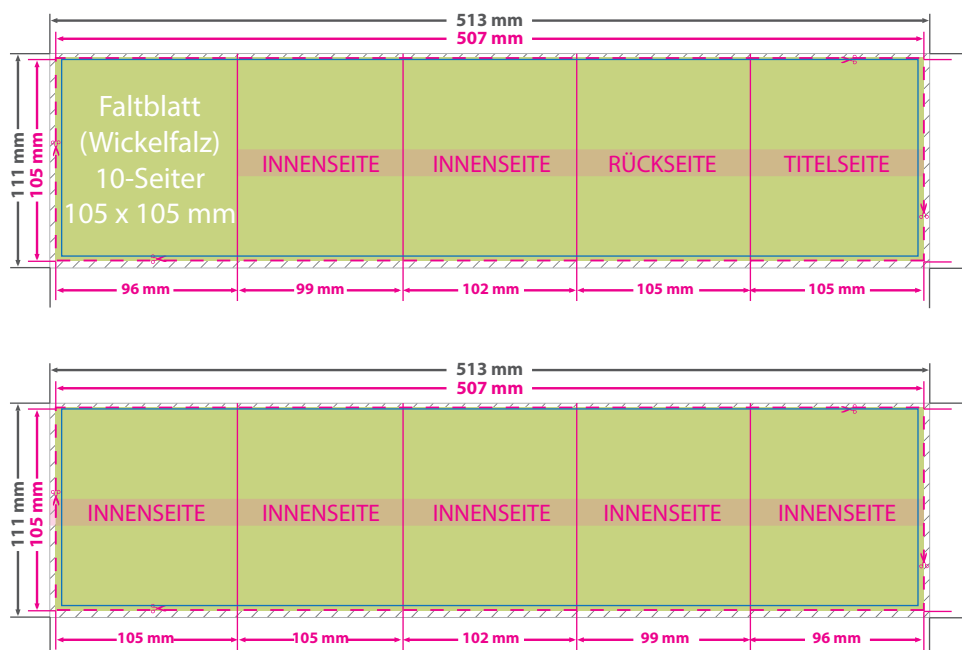 513 mm
507 mm
111 mm
105 mm
Faltblatt
(Wickelfalz)
10-Seiter
105 x 105 mm
INNENSEITE
INNENSEITE
RÜCKSEITE
TITELSEITE
96 mm
99 mm
102 mm
105 mm
105 mm
513 mm
507 mm
111 mm
105 mm
INNENSEITE
INNENSEITE
INNENSEITE
INNENSEITE
INNENSEITE
105 mm
105 mm
102 mm
99 mm
96 mm